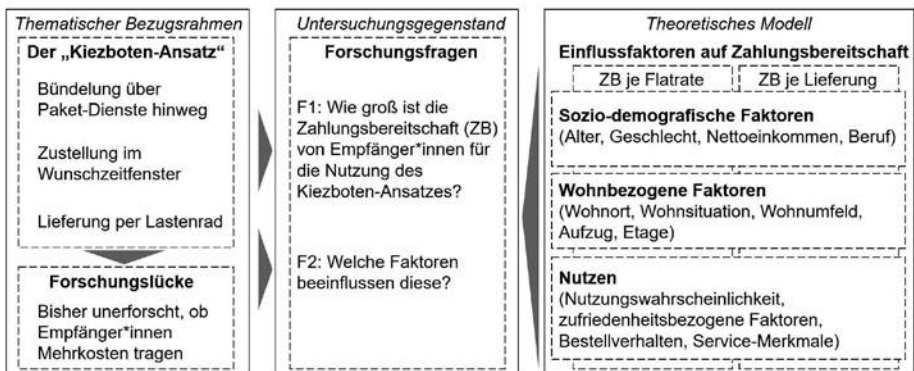 Thematischer Bezugsrahmen
Der „Kiezboten-Ansatz“
Bündelung über
Paket-Dienste hinweg
Zustellung im
Wunschzeitfenster
Lieferung per Lastenrad
Forschungslücke
Bisher unerforscht, ob
Empfänger*innen
Mehrkosten tragen
Untersuchungsgegenstand
Forschungsfragen
F1: Wie groß ist die
Zahlungsbereitschaft (ZB)
von Empfänger*innen für
die Nutzung des
Kiezboten-Ansatzes?
F2: Welche Faktoren
beeinflussen diese?
Theoretisches Modell
Einflussfaktoren auf Zahlungsbereitschaft
ZB je Flatrate
ZB je Lieferung
Sozio-demografische Faktoren
(Alter, Geschlecht, Nettoeinkommen, Beruf)
Wohnbezogene Faktoren
(Wohnort, Wohnsituation, Wohnumfeld,
Aufzug, Etage)
Nutzen
(Nutzungswahrscheinlichkeit,
zufriedenheitsbezogene Faktoren,
Bestellverhalten, Service-Merkmale)